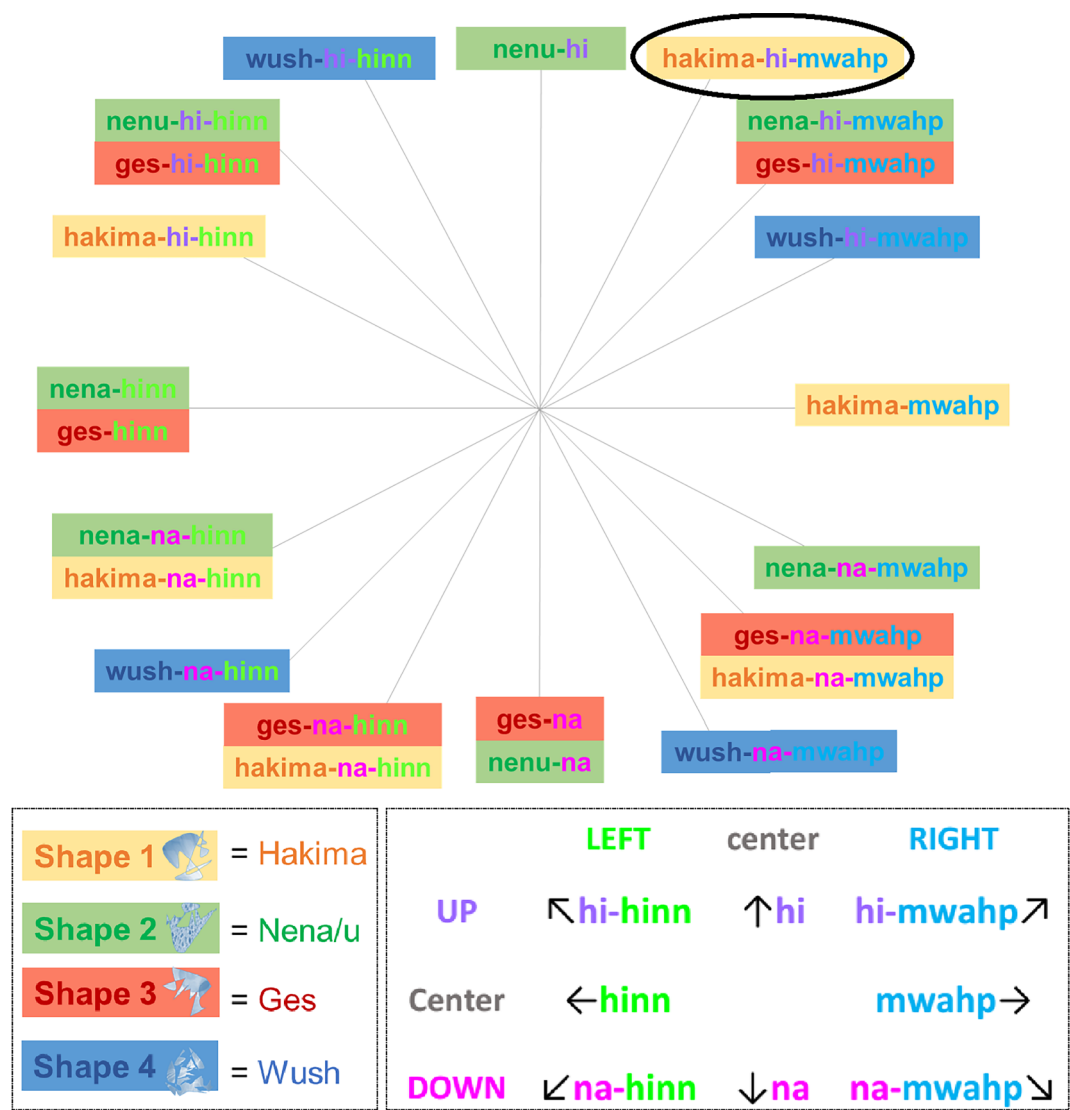 wush-hi-hinn
nenu-hi
hakima-hi-mwahp
nenu-hi-hinn
ges-hi-hinn
nena-hi-mwahp
ges-hi-mwahp
hakima-hi-hinn
wush-hi-mwahp
nena-hinn
ges-hinn
hakima-mwahp
nena-na-hinn
hakima-na-hinn
nena-na-mwahp
ges-na-mwahp
hakima-na-mwahp
wush-na-hinn
ges-na-hinn
hakima-na-hinn
ges-na
nenu-na
wush-na-mwahp
Shape 1 = Hakima
Shape 2 = Nena/u
Shape 3 = Ges
Shape 4 = Wush
LEFT center RIGHT
UP ↖hi-hinn ↑hi hi-mwahp↗
Center ←hinn mwahp→
DOWN ↙na-hinn ↓na na-mwahp↘